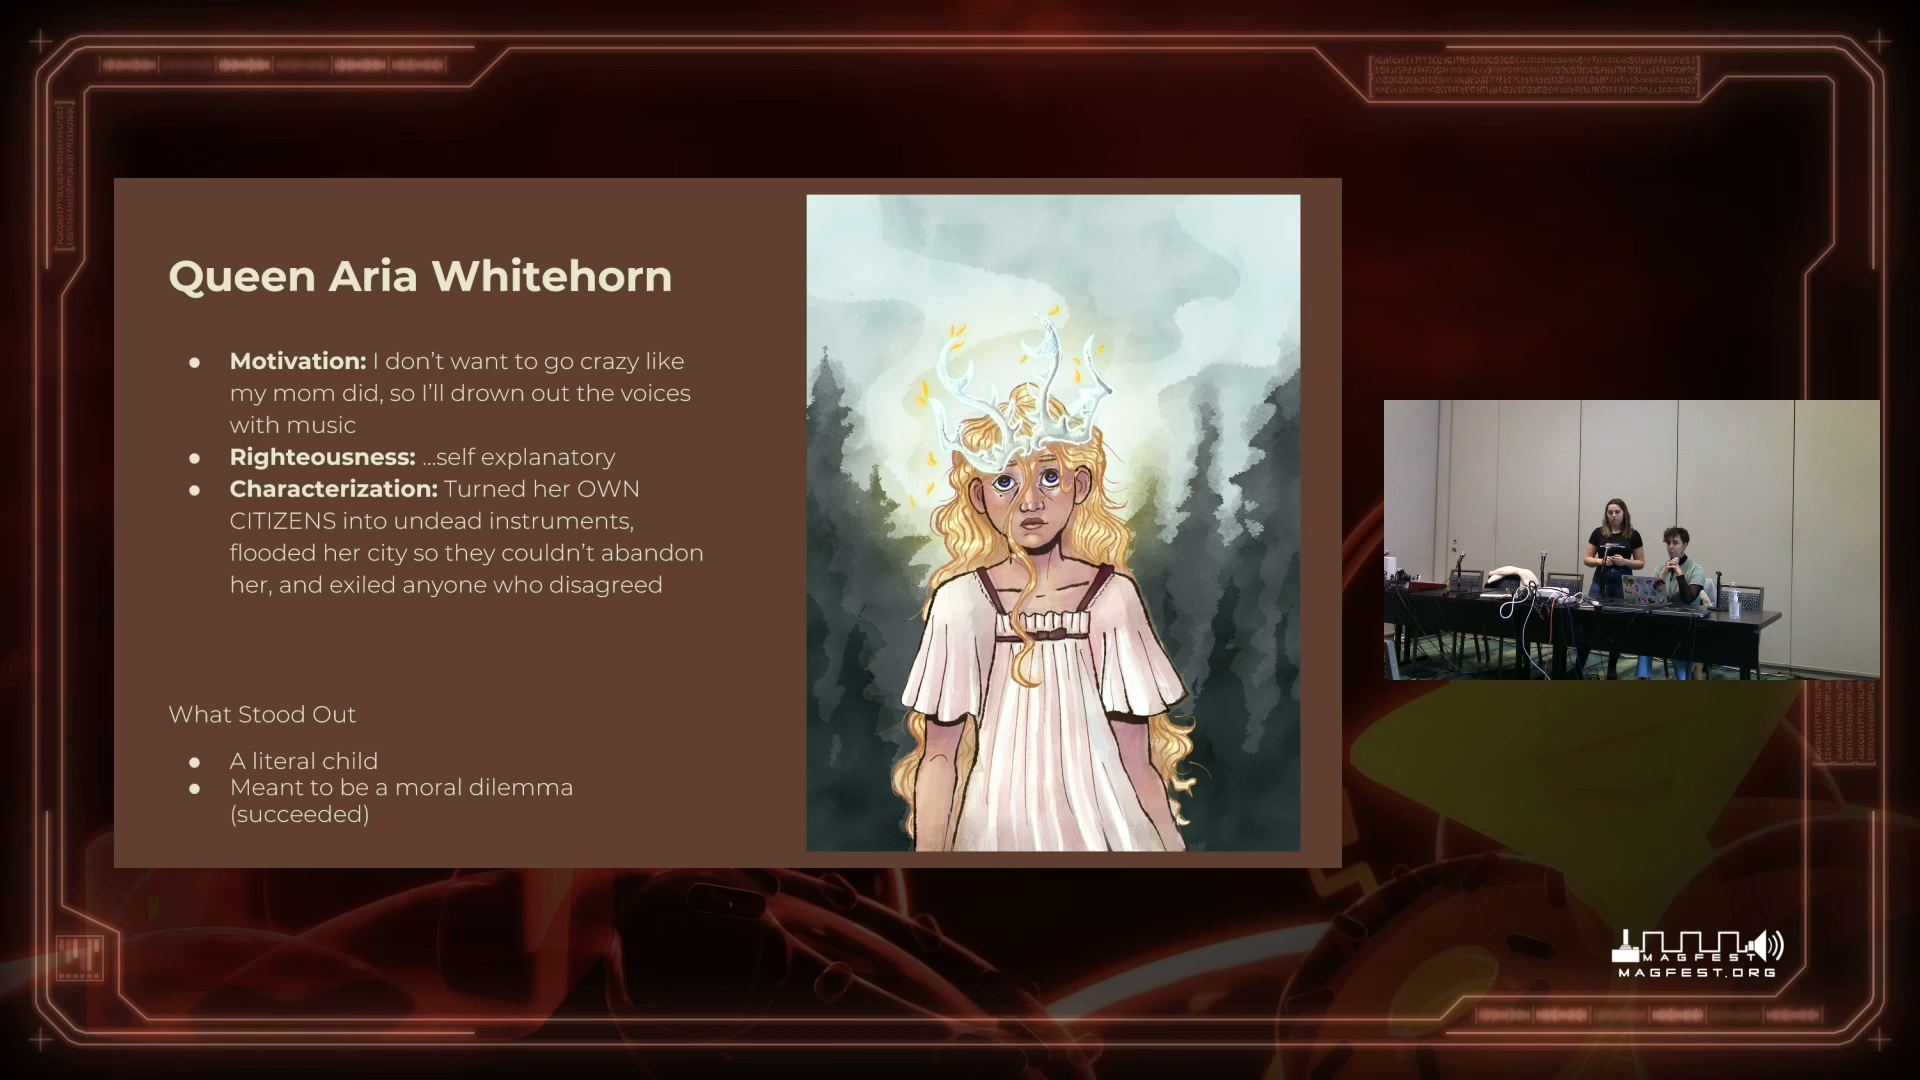 Queen Aria Whitehorn
● Motivation: I don't want to go crazy like
my mom did, so I'll drown out the voices
with music
● Righteousness: ...self explanatory
● Characterization: Turned her OWN
CITIZENS into undead instruments,
flooded her city so they couldn't abandon
her, and exiled anyone who disagreed
What Stood Out
● A literal child
● Meant to be a moral dilemma
(succeeded)
MAGFEST
MAGFEST.ORG